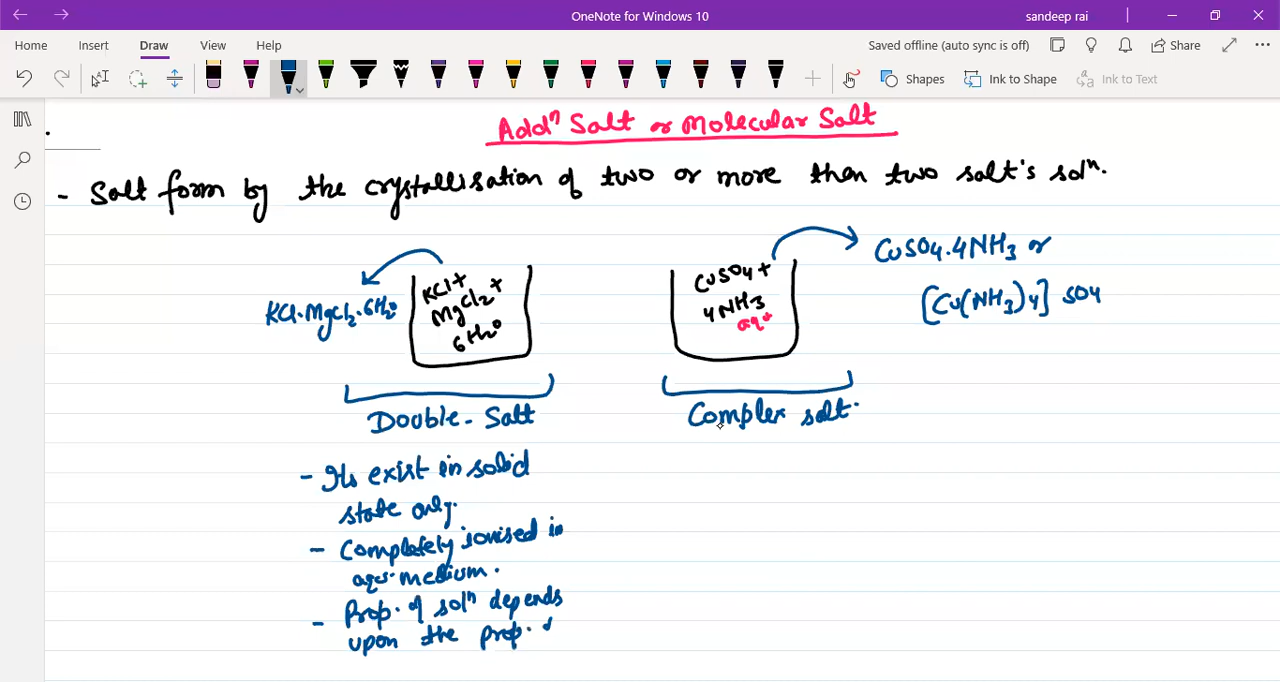 OneNote for Windows 10
sandeep rai
Home Insert Draw View Help
Saved offline (auto sync is off)
Share
Shapes
Ink to Shape
Ink to Text
Addⁿ Salt or Molecular Salt
- Salt form by the crystallisation of two or more than two salt's solⁿ.
KCl.MgCl₂.6H₂O
KCl +
MgCl₂ +
6H₂O
CuSO4 +
4NH3
CuSO4.4NH3 or
[Cu(NH3)4] SO4
Double - Salt
Complex salt.
- Its exist in solid
state only.
- Completely ionised in
aqs. medium.
- Prop. of solⁿ depends
upon the prop.